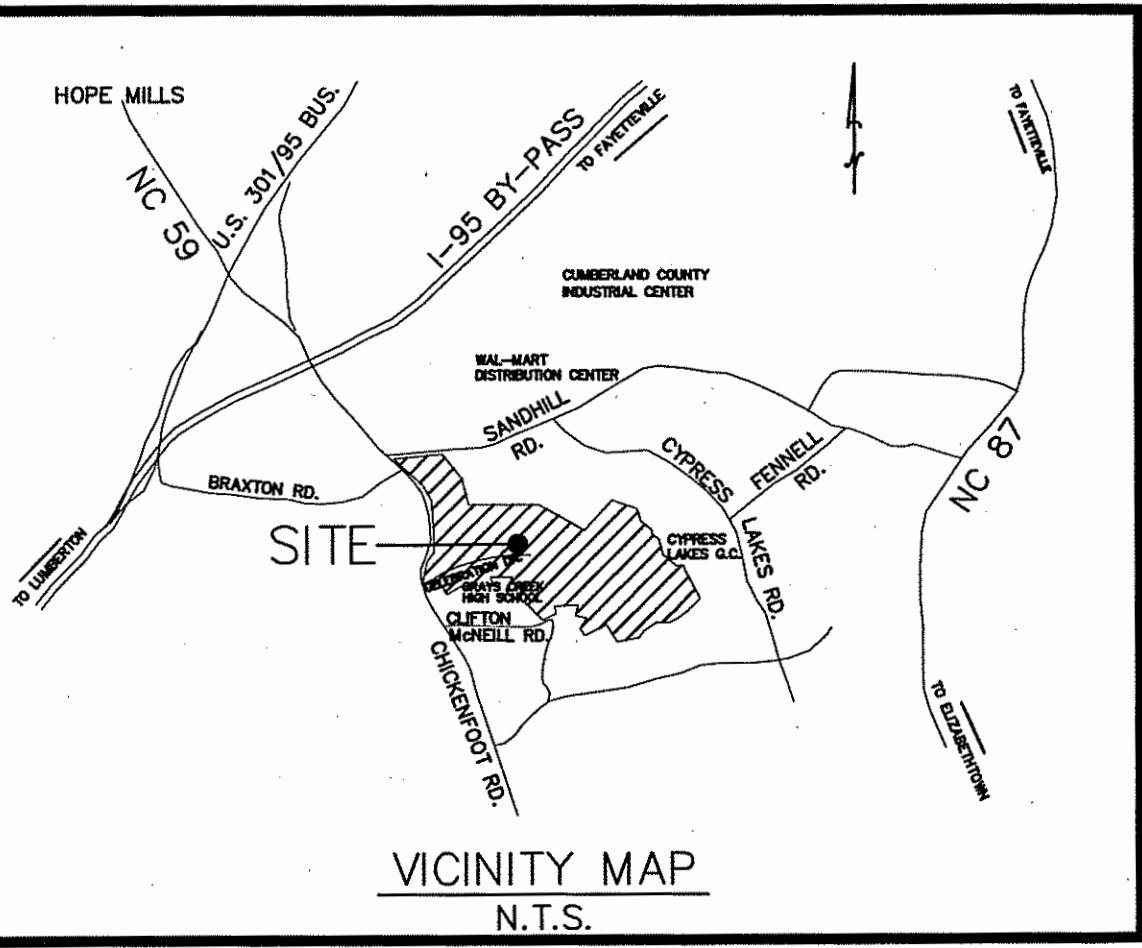 HOPE MILLS
NC 59
U.S. 301/95 BUS.
I-95 BY-PASS
TO FAYETTEVILLE
N
TO FAYETTEVILLE
CUMBERLAND COUNTY
INDUSTRIAL CENTER
WAL-MART
DISTRIBUTION CENTER
SANDHILL
RD.
CYPRESS
LAKES RD.
FENNELL
RD.
NC 87
BRAXTON RD.
SITE
TO LUMBERTON
CYPRESS
LAKES G.C.
CELEBRATION DR.
GRAYS CREEK
HIGH SCHOOL
CLIFTON
McNEILL RD.
CHICKENFOOT RD.
TO ELIZABETHTOWN
VICINITY MAP
N.T.S.